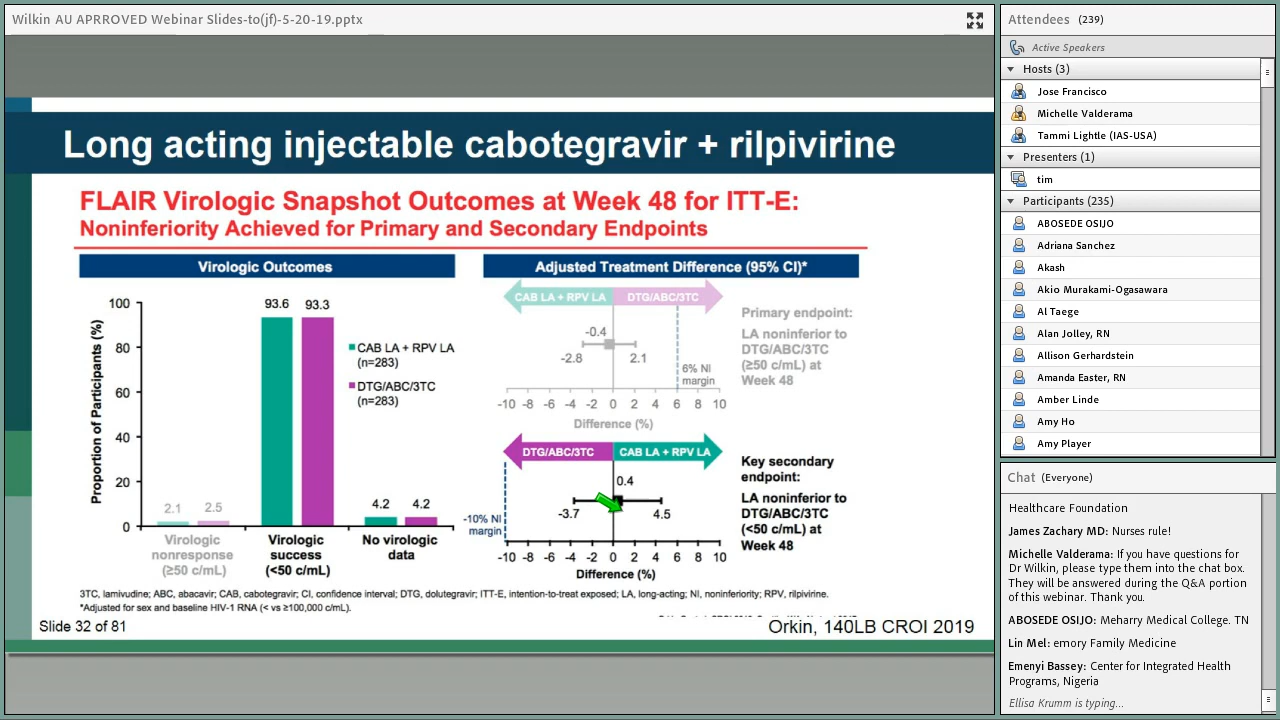 Wilkin AU APRROVED Webinar Slides-to(jf)-5-20-19.pptx
Long acting injectable cabotegravir + rilpivirine
FLAIR Virologic Snapshot Outcomes at Week 48 for ITT-E:
Noninferiority Achieved for Primary and Secondary Endpoints
Virologic Outcomes
Proportion of Participants (%)
100
80
60
40
20
0
2.1
2.5
93.6
93.3
4.2
4.2
CAB LA + RPV LA
(n=283)
DTG/ABC/3TC
(n=283)
Virologic
nonresponse
(≥50 c/mL)
Virologic
success
(<50 c/mL)
No virologic
data
Adjusted Treatment Difference (95% CI)*
CAB LA + RPV LA
DTG/ABC/3TC
-0.4
-2.8
2.1
6% NI
margin
-10 -8 -6 -4 -2 0 2 4 6 8 10
Difference (%)
Primary endpoint:
LA noninferior to
DTG/ABC/3TC
(≥50 c/mL) at
Week 48
DTG/ABC/3TC
CAB LA + RPV LA
0.4
-3.7
4.5
-10% NI
margin
-10 -8 -6 -4 -2 0 2 4 6 8 10
Difference (%)
Key secondary
endpoint:
LA noninferior to
DTG/ABC/3TC
(<50 c/mL) at
Week 48
3TC, lamivudine; ABC, abacavir; CAB, cabotegravir; CI, confidence interval; DTG, dolutegravir; ITT-E, intention-to-treat exposed; LA, long-acting; NI, noninferiority; RPV, rilpivirine.
*Adjusted for sex and baseline HIV-1 RNA (< vs ≥100,000 c/mL).
Slide 32 of 81
Orkin, 140LB CROI 2019
Attendees (239)
Active Speakers
Hosts (3)
Jose Francisco
Michelle Valderama
Tammi Lightle (IAS-USA)
Presenters (1)
tim
Participants (235)
ABOSEDE OSIJO
Adriana Sanchez
Akash
Akio Murakami-Ogasawara
Al Taege
Alan Jolley, RN
Allison Gerhardstein
Amanda Easter, RN
Amber Linde
Amy Ho
Amy Player
Chat (Everyone)
Healthcare Foundation
James Zachary MD: Nurses rule!
Michelle Valderama: If you have questions for
Dr Wilkin, please type them into the chat box.
They will be answered during the Q&A portion
of this webinar. Thank you.
ABOSEDE OSIJO: Meharry Medical College. TN
Lin Mel: emory Family Medicine
Emenyi Bassey: Center for Integrated Health
Programs, Nigeria
Ellisa Krumm is typing...